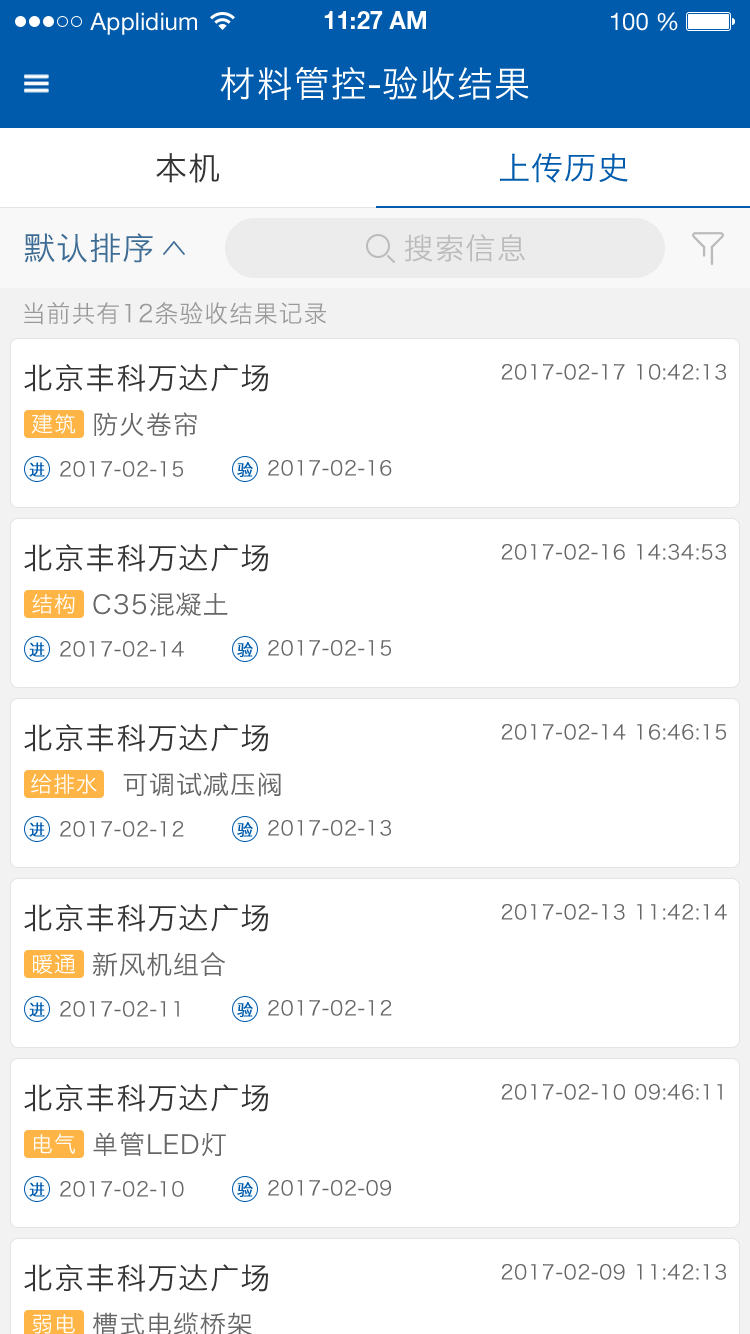 Applidium 11:27 AM 100 %
材料管控-验收结果
本机 上传历史
默认排序 搜索信息
当前共有12条验收结果记录
北京丰科万达广场 2017-02-17 10:42:13
建筑 防火卷帘
进 2017-02-15 验 2017-02-16
北京丰科万达广场 2017-02-16 14:34:53
结构 C35混凝土
进 2017-02-14 验 2017-02-15
北京丰科万达广场 2017-02-14 16:46:15
给排水 可调试减压阀
进 2017-02-12 验 2017-02-13
北京丰科万达广场 2017-02-13 11:42:14
暖通 新风机组合
进 2017-02-11 验 2017-02-12
北京丰科万达广场 2017-02-10 09:46:11
电气 单管LED灯
进 2017-02-10 验 2017-02-09
北京丰科万达广场 2017-02-09 11:42:13
弱电 槽式电缆桥架